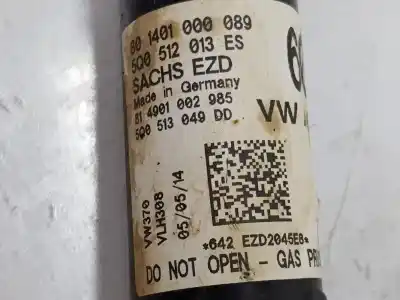 80 1401 000 089
5Q0 512 013 ES
SACHS EZD
Made in Germany
81 4901 002 985
5Q0 513 049 DD
VW
VW370
VLH308
05/05/14
*642 EZD2045E8*
DO NOT OPEN - GAS